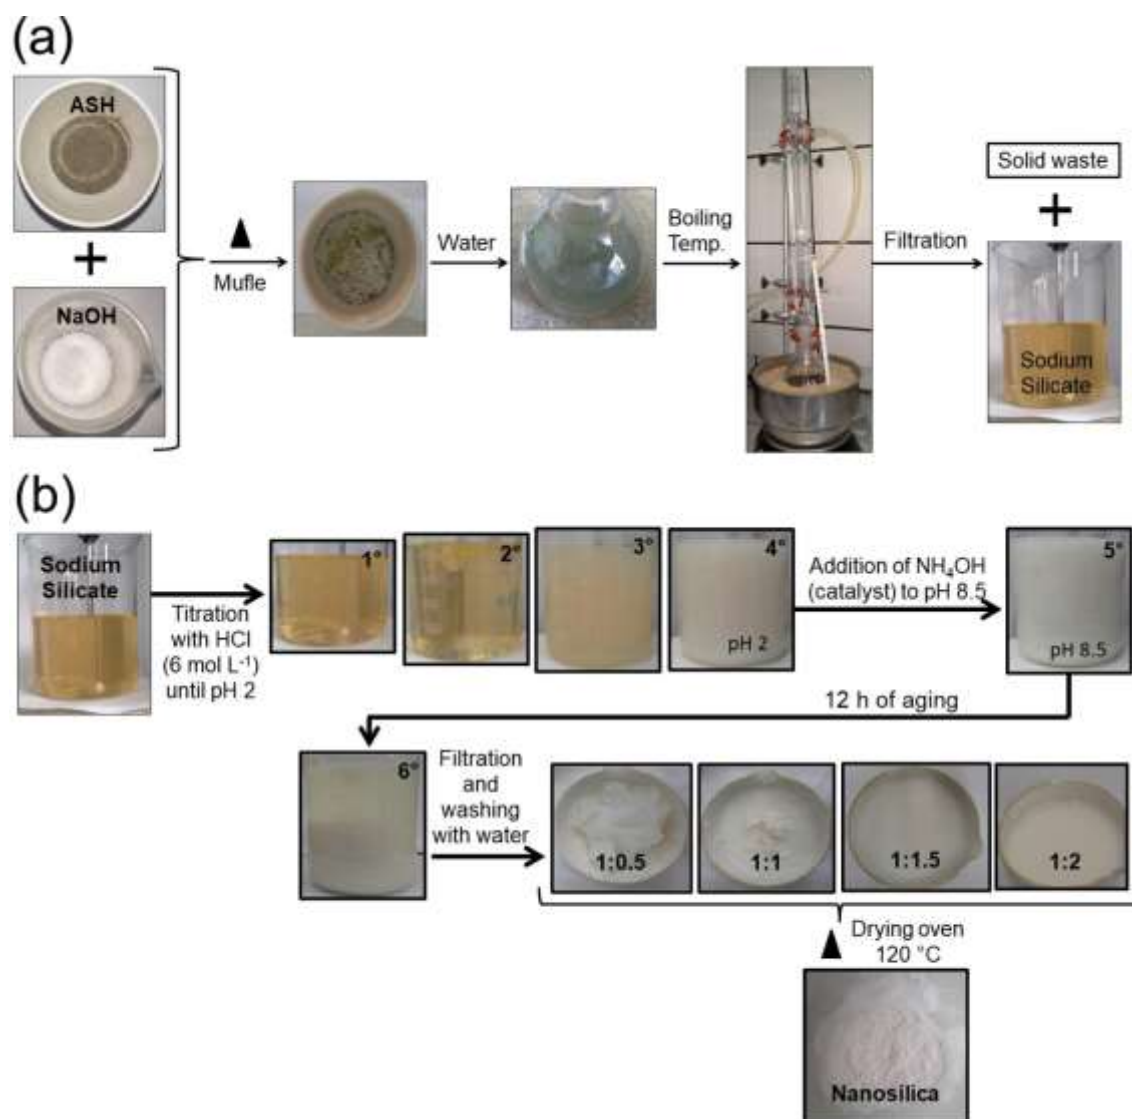 (a)
ASH
+
NaOH
Mufle
Water
Boiling
Temp.
Filtration
Solid waste
+
Sodium
Silicate
(b)
Sodium
Silicate
Titration
with HCl
(6 mol L⁻¹)
until pH 2
1°
2°
3°
4°
pH 2
Addition of NH₄OH
(catalyst) to pH 8.5
5°
pH 8.5
12 h of aging
6°
Filtration
and
washing
with water
1:0.5
1:1
1:1.5
1:2
Drying oven
120 °C
Nanosilica